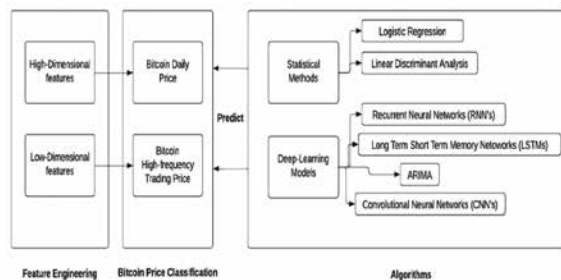 High-Dimensional
features
Low-Dimensional
features
Feature Engineering
Bitcoin Daily
Price
Bitcoin
High-frequency
Trading Price
Bitcoin Price Classification
Predict
Statistical
Methods
Deep-Learning
Models
Logistic Regression
Linear Discriminant Analysis
Recurrent Neural Networks (RNN's)
Long Term Short Term Memory Networks (LSTMs)
ARIMA
Convolutional Neural Networks (CNN's)
Algorithms